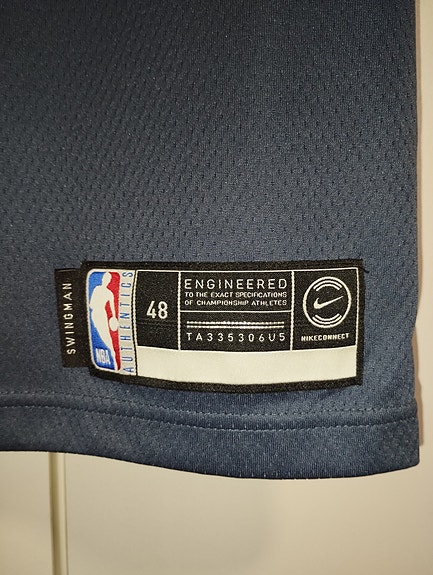 SWINGMAN
NBA
AUTHENTICS
48
ENGINEERED
TO THE EXACT SPECIFICATIONS
OF CHAMPIONSHIP ATHLETES
TA335306U5
NIKECONNECT